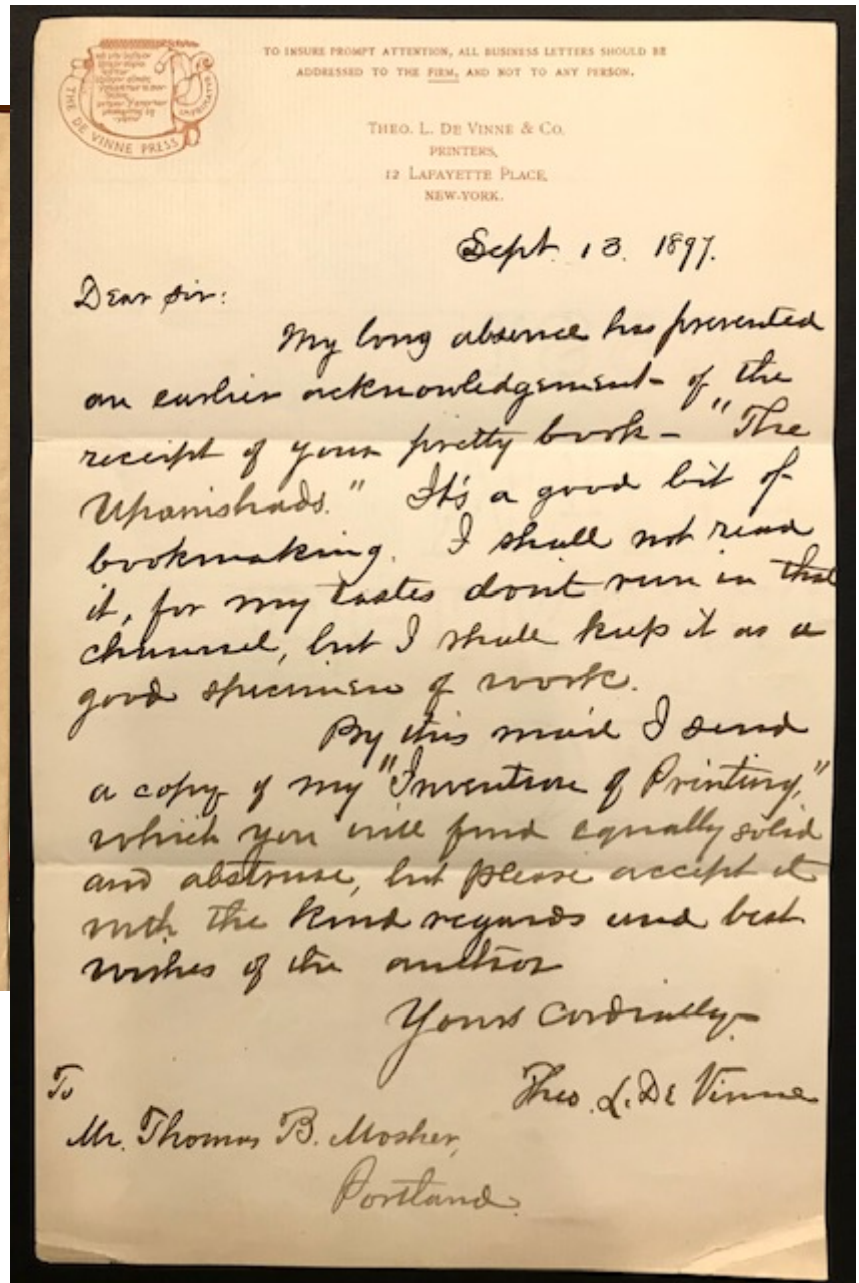 THE DE VINNE PRESS
TO INSURE PROMPT ATTENTION, ALL BUSINESS LETTERS SHOULD BE
ADDRESSED TO THE FIRM, AND NOT TO ANY PERSON.
THEO. L. DE VINNE & CO.
PRINTERS,
12 LAFAYETTE PLACE,
NEW-YORK.
Sept. 13. 1897.
Dear Sir:
My long absence has prevented
an earlier acknowledgement of the
receipt of your pretty book – "The
Upanishads." It's a good bit of
bookmaking. I shall not read
it, for my tastes don't run in that
channel, but I shall keep it as a
good specimen of work.
By this mail I send
a copy of my "Invention of Printing,"
which you will find equally solid
and abstruse, but please accept it
with the kind regards and best
wishes of the author
Yours Cordially
Theo. L. De Vinne
To
Mr. Thomas B. Mosher,
Portland.